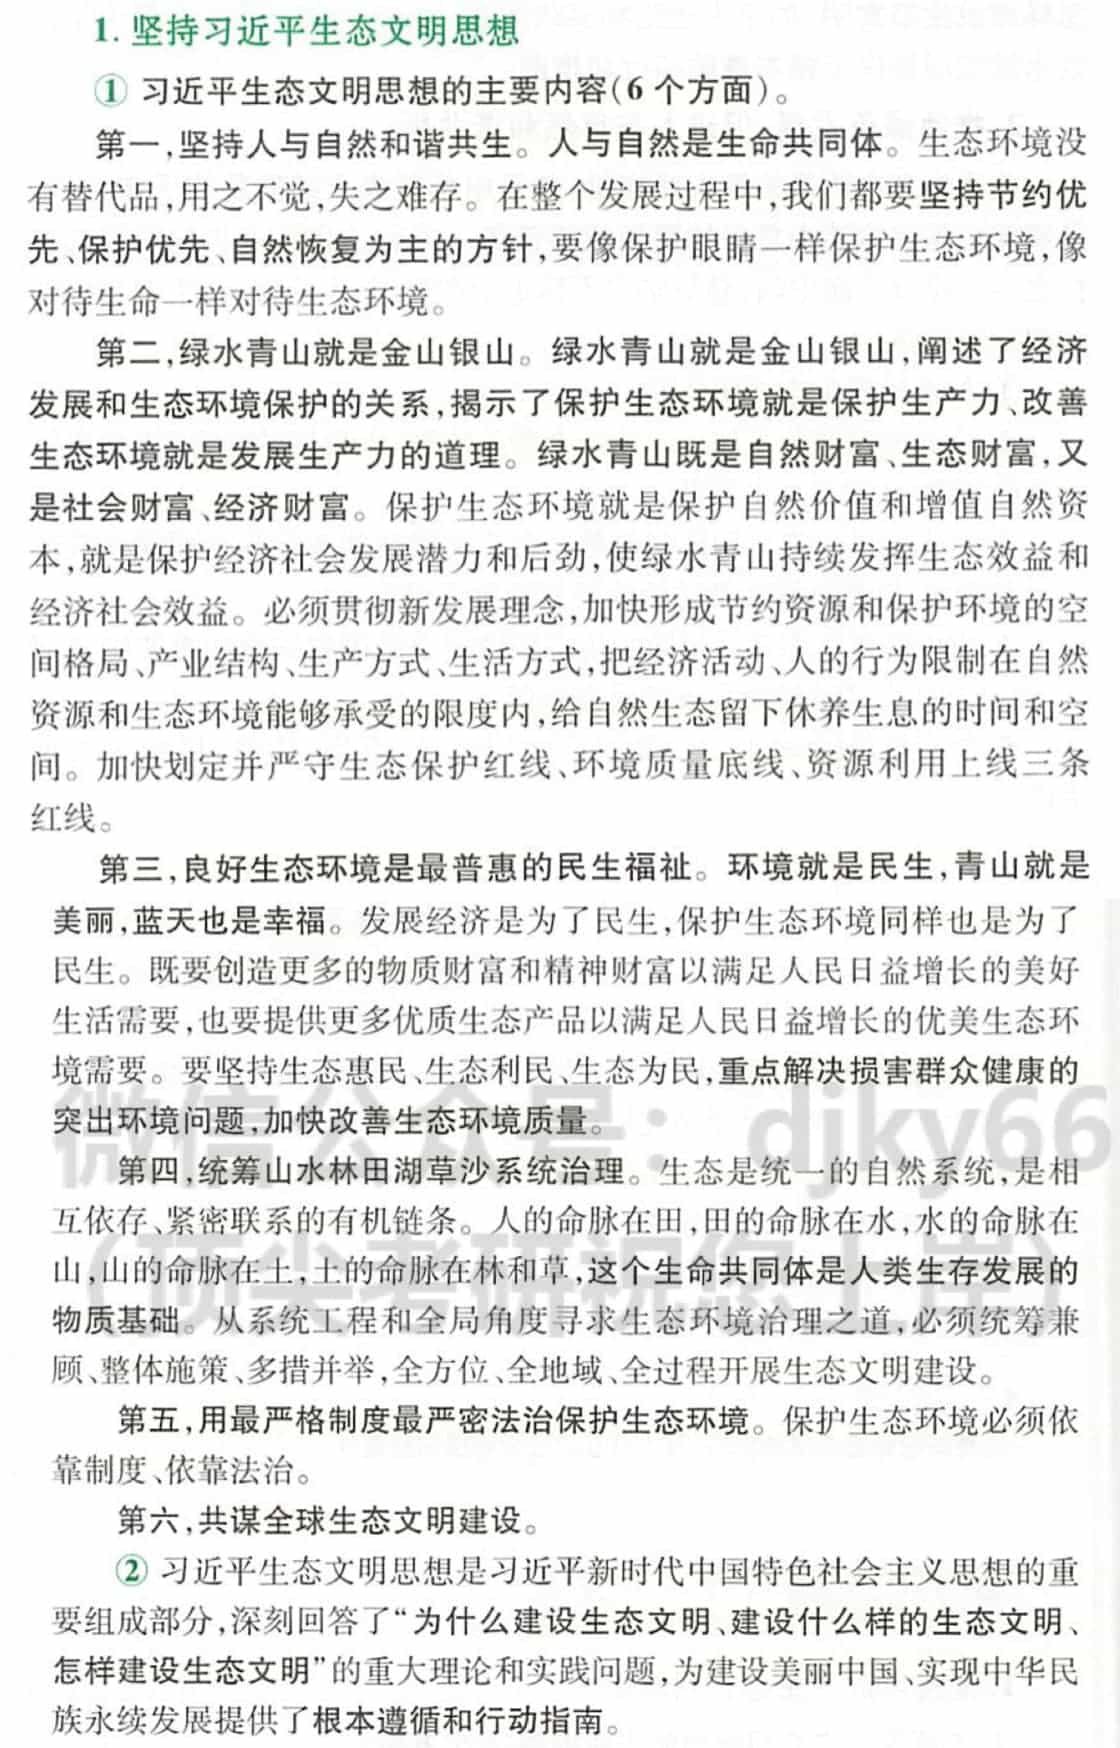 1. 坚持习近平生态文明思想
① 习近平生态文明思想的主要内容(6 个方面)。
第一,坚持人与自然和谐共生。人与自然是生命共同体。生态环境没
有替代品,用之不觉,失之难存。在整个发展过程中,我们都要坚持节约优
先、保护优先、自然恢复为主的方针,要像保护眼睛一样保护生态环境,像
对待生命一样对待生态环境。
第二,绿水青山就是金山银山。绿水青山就是金山银山,阐述了经济
发展和生态环境保护的关系,揭示了保护生态环境就是保护生产力、改善
生态环境就是发展生产力的道理。绿水青山既是自然财富、生态财富,又
是社会财富、经济财富。保护生态环境就是保护自然价值和增值自然资
本,就是保护经济社会发展潜力和后劲,使绿水青山持续发挥生态效益和
经济社会效益。必须贯彻新发展理念,加快形成节约资源和保护环境的空
间格局、产业结构、生产方式、生活方式,把经济活动、人的行为限制在自然
资源和生态环境能够承受的限度内,给自然生态留下休养生息的时间和空
间。加快划定并严守生态保护红线、环境质量底线、资源利用上线三条
红线。
第三,良好生态环境是最普惠的民生福祉。环境就是民生,青山就是
美丽,蓝天也是幸福。发展经济是为了民生,保护生态环境同样也是为了
民生。既要创造更多的物质财富和精神财富以满足人民日益增长的美好
生活需要,也要提供更多优质生态产品以满足人民日益增长的优美生态环
境需要。要坚持生态惠民、生态利民、生态为民,重点解决损害群众健康的
突出环境问题,加快改善生态环境质量。
微信公众号:djky66
第四,统筹山水林田湖草沙系统治理。生态是统一的自然系统,是相
互依存、紧密联系的有机链条。人的命脉在田,田的命脉在水,水的命脉在
山,山的命脉在土,土的命脉在林和草,这个生命共同体是人类生存发展的
(顶尖考研祝您上岸)
物质基础。从系统工程和全局角度寻求生态环境治理之道,必须统筹兼
顾、整体施策、多措并举,全方位、全地域、全过程开展生态文明建设。
第五,用最严格制度最严密法治保护生态环境。保护生态环境必须依
靠制度、依靠法治。
第六,共谋全球生态文明建设。
② 习近平生态文明思想是习近平新时代中国特色社会主义思想的重
要组成部分,深刻回答了“为什么建设生态文明、建设什么样的生态文明、
怎样建设生态文明”的重大理论和实践问题,为建设美丽中国、实现中华民
族永续发展提供了根本遵循和行动指南。